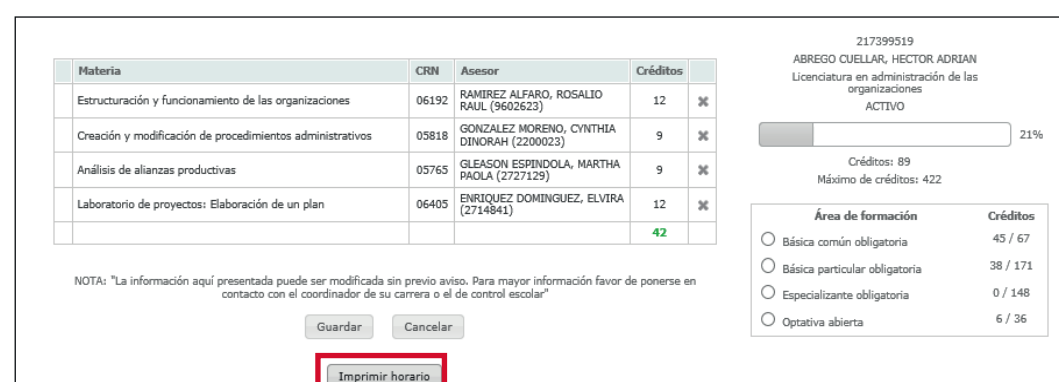 Materia CRN Asesor Créditos
Estructuración y funcionamiento de las organizaciones 06192 RAMIREZ ALFARO, ROSALIO RAUL (9602623) 12
Creación y modificación de procedimientos administrativos 05818 GONZALEZ MORENO, CYNTHIA DINORAH (2200023) 9
Análisis de alianzas productivas 05765 GLEASON ESPINDOLA, MARTHA PAOLA (2727129) 9
Laboratorio de proyectos: Elaboración de un plan 06405 ENRIQUEZ DOMINGUEZ, ELVIRA (2714841) 12
42
NOTA: "La información aquí presentada puede ser modificada sin previo aviso. Para mayor información favor de ponerse en
contacto con el coordinador de su carrera o el de control escolar"
Guardar Cancelar
Imprimir horario
217399519
ABREGO CUELLAR, HECTOR ADRIAN
Licenciatura en administración de las
organizaciones
ACTIVO
21%
Créditos: 89
Máximo de créditos: 422
Área de formación Créditos
Básica común obligatoria 45 / 67
Básica particular obligatoria 38 / 171
Especializante obligatoria 0 / 148
Optativa abierta 6 / 36